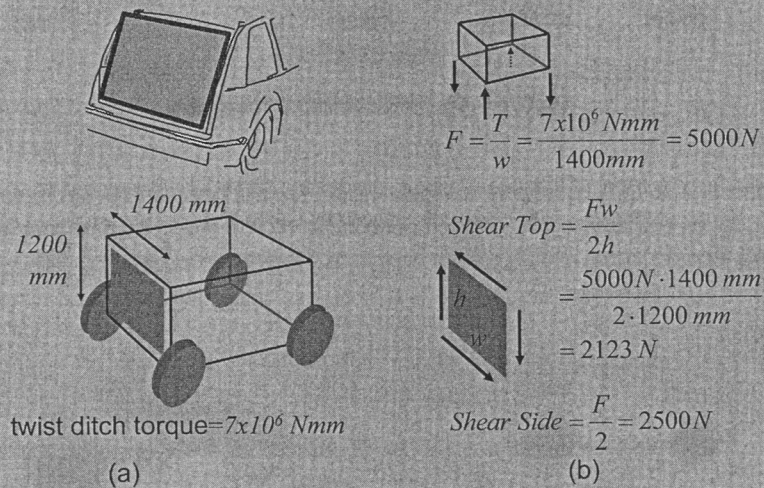 1400 mm
1200
mm
twist ditch torque=7x10⁶ Nmm
(a)
F = T/w = 7x10⁶ Nmm/1400mm = 5000N
Shear Top = Fw/2h
h
w
= 5000N·1400 mm/2·1200 mm
= 2123 N
Shear Side = F/2 = 2500N
(b)